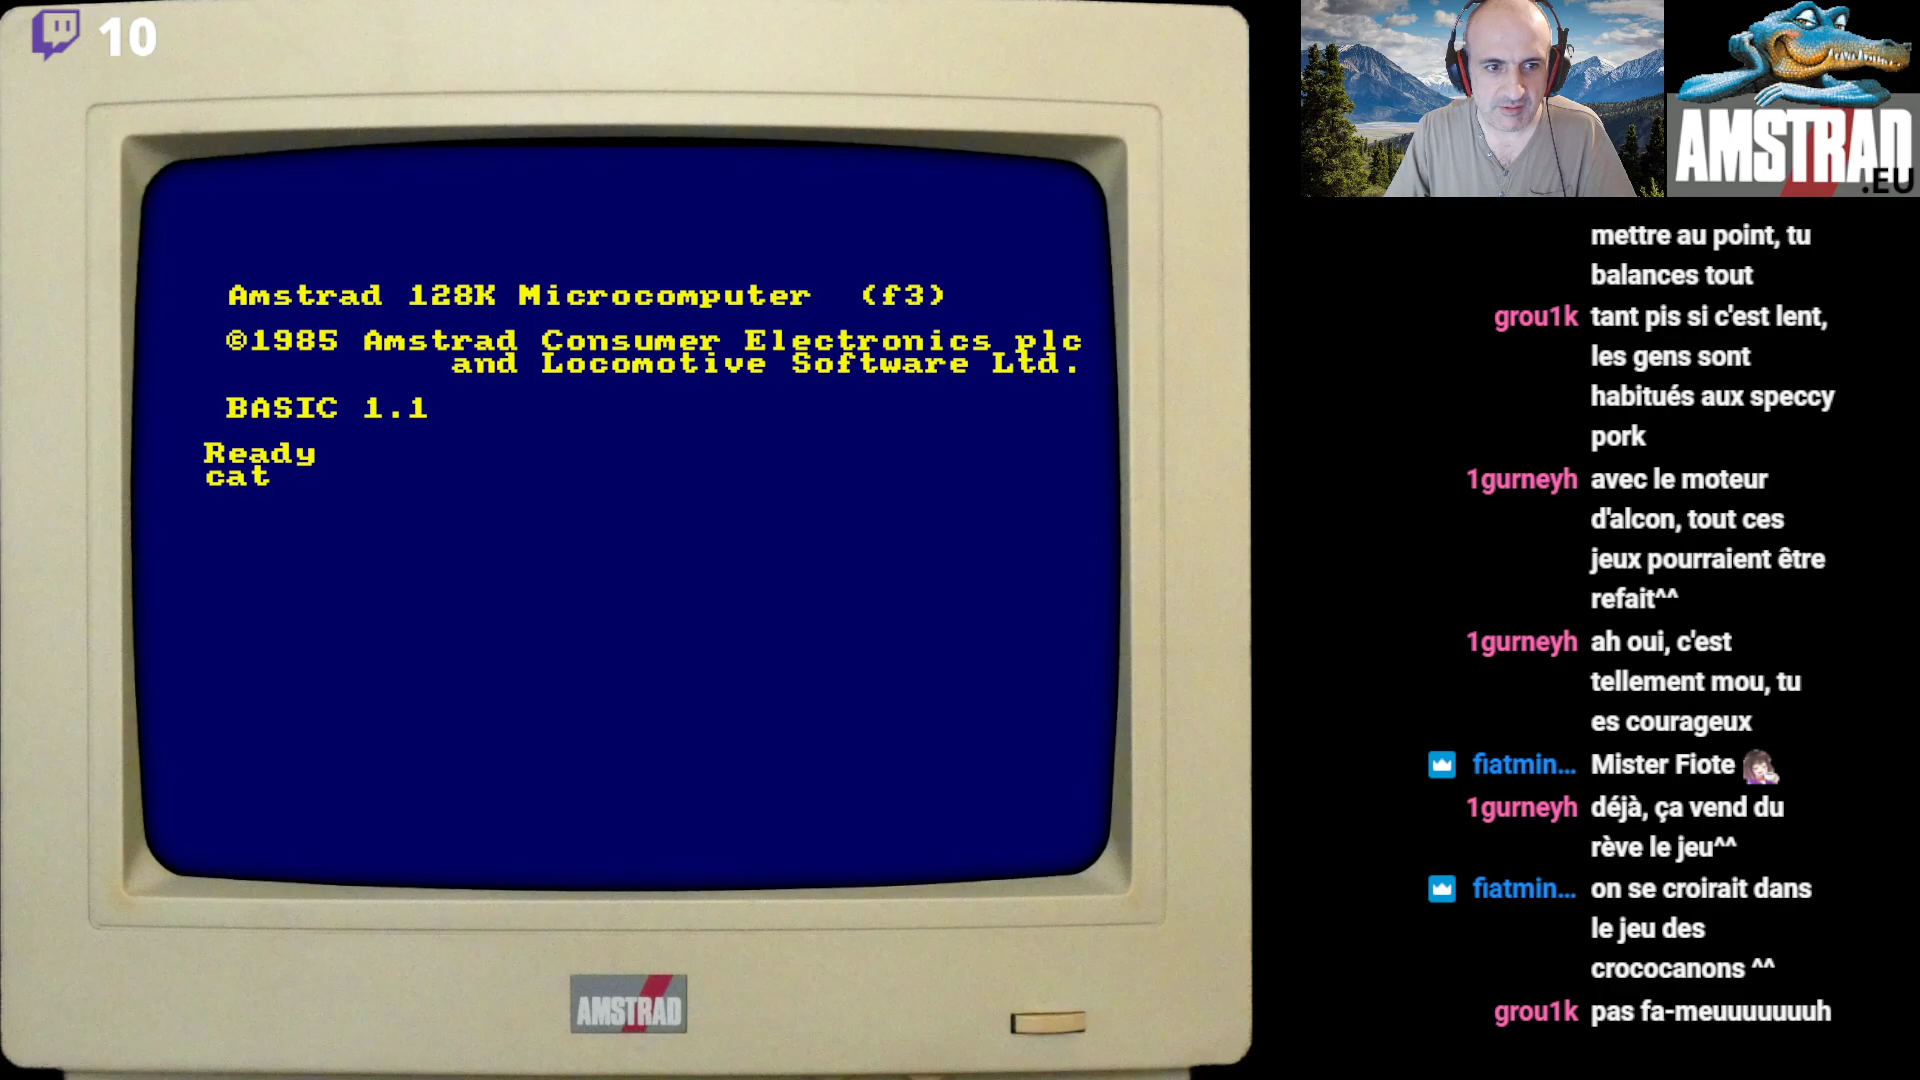 10
Amstrad 128K Microcomputer (f3)
©1985 Amstrad Consumer Electronics plc
and Locomotive Software Ltd.
BASIC 1.1
Ready
cat
AMSTRAD
AMSTRAD
.EU
mettre au point, tu
balances tout
grou1k tant pis si c'est lent,
les gens sont
habitués aux speccy
pork
1gurneyh avec le moteur
d'alcon, tout ces
jeux pourraient être
refait^^
1gurneyh ah oui, c'est
tellement mou, tu
es courageux
fiatmin... Mister Fiote
1gurneyh déjà, ça vend du
rève le jeu^^
fiatmin... on se croirait dans
le jeu des
crococanons ^^
grou1k pas fa-meuuuuuuuh